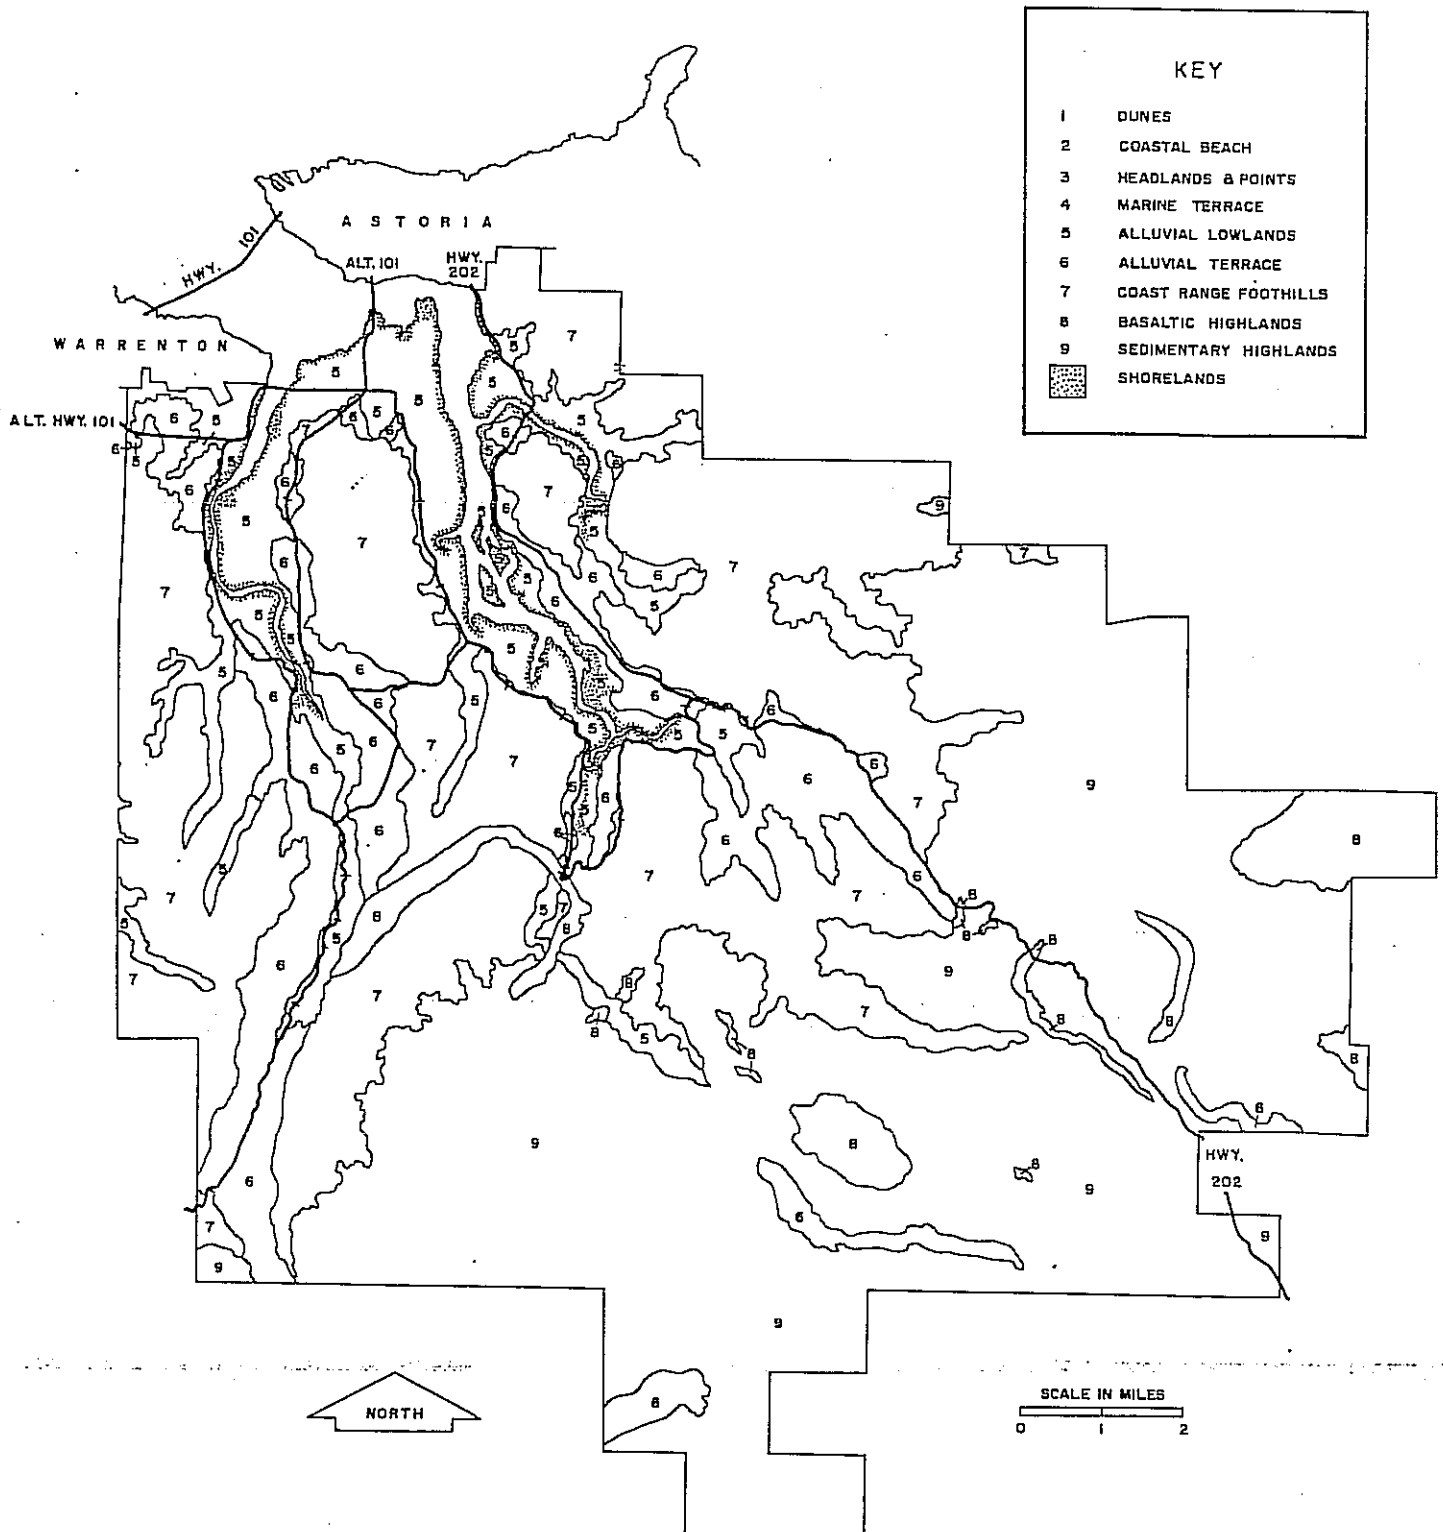 KEY
1 DUNES
2 COASTAL BEACH
3 HEADLANDS & POINTS
4 MARINE TERRACE
5 ALLUVIAL LOWLANDS
6 ALLUVIAL TERRACE
7 COAST RANGE FOOTHILLS
8 BASALTIC HIGHLANDS
9 SEDIMENTARY HIGHLANDS
SHORELANDS
ASTORIA
HWY. 101
ALT. 101
HWY.
202
WARRENTON
ALT. HWY. 101
HWY.
202
NORTH
SCALE IN MILES
0 1 2